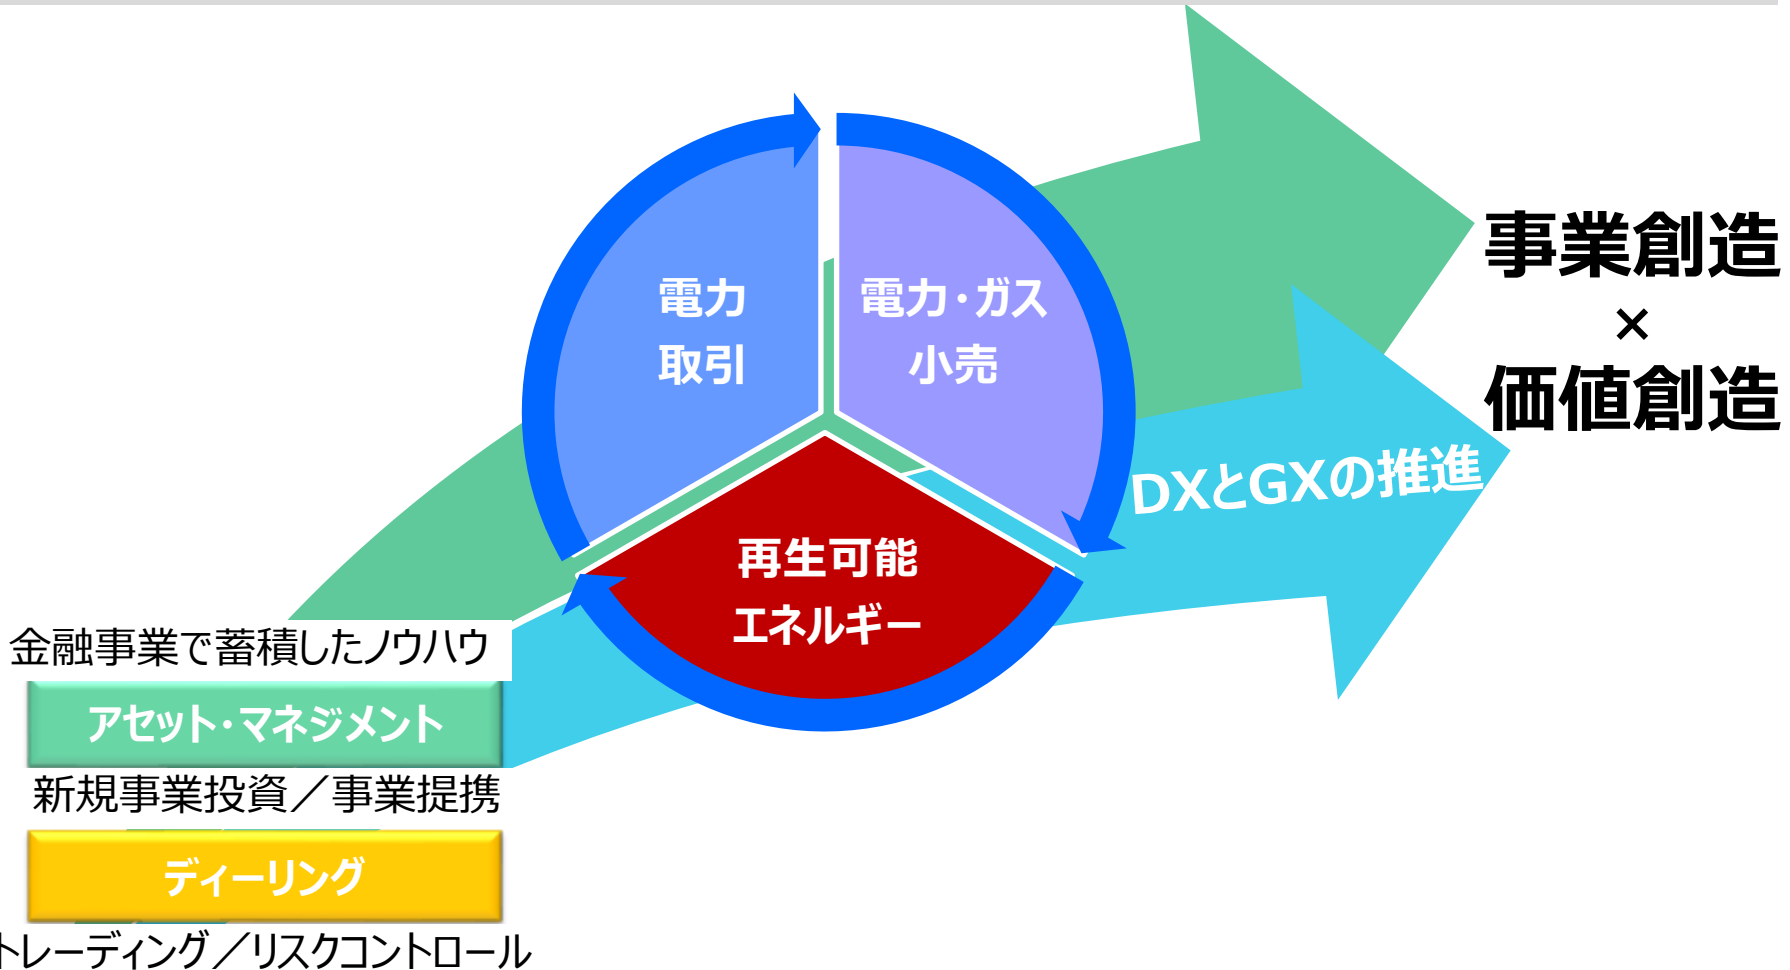 事業創造
×
価値創造
電力
取引
電力・ガス
小売
DXとGXの推進
再生可能
エネルギー
金融事業で蓄積したノウハウ
アセット・マネジメント
新規事業投資／事業提携
ディーリング
トレーディング／リスクコントロール